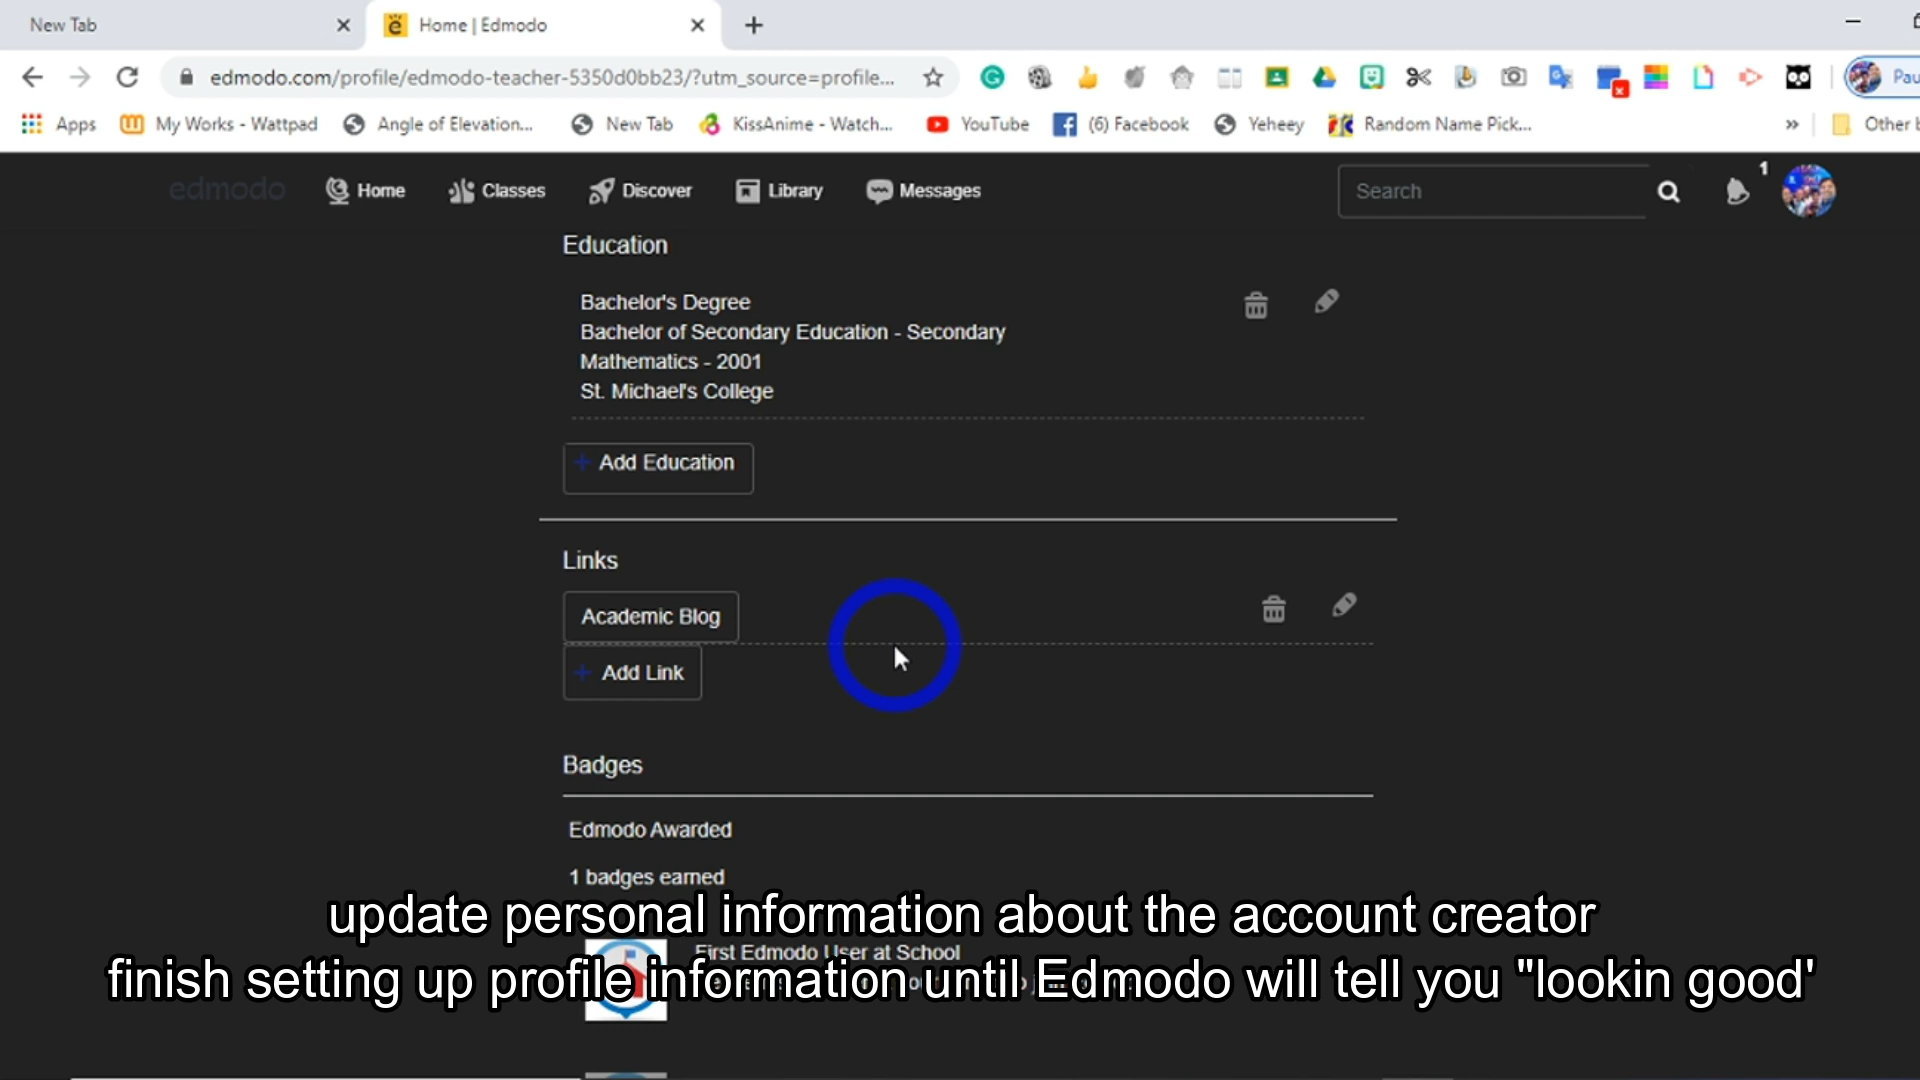 New Tab
Home | Edmodo
edmodo.com/profile/edmodo-teacher-5350d0bb23/?utm_source=profile...
Pau
Apps
My Works - Wattpad
Angle of Elevation...
New Tab
KissAnime - Watch...
YouTube
(6) Facebook
Yeheey
Random Name Pick...
»
Other b
edmodo
Home
Classes
Discover
Library
Messages
Search
1
Education
Bachelor's Degree
Bachelor of Secondary Education - Secondary
Mathematics - 2001
St. Michael's College
+ Add Education
Links
Academic Blog
+ Add Link
Badges
Edmodo Awarded
1 badges earned
update personal information about the account creator
First Edmodo User at School
finish setting up profile information until Edmodo will tell you "lookin good'